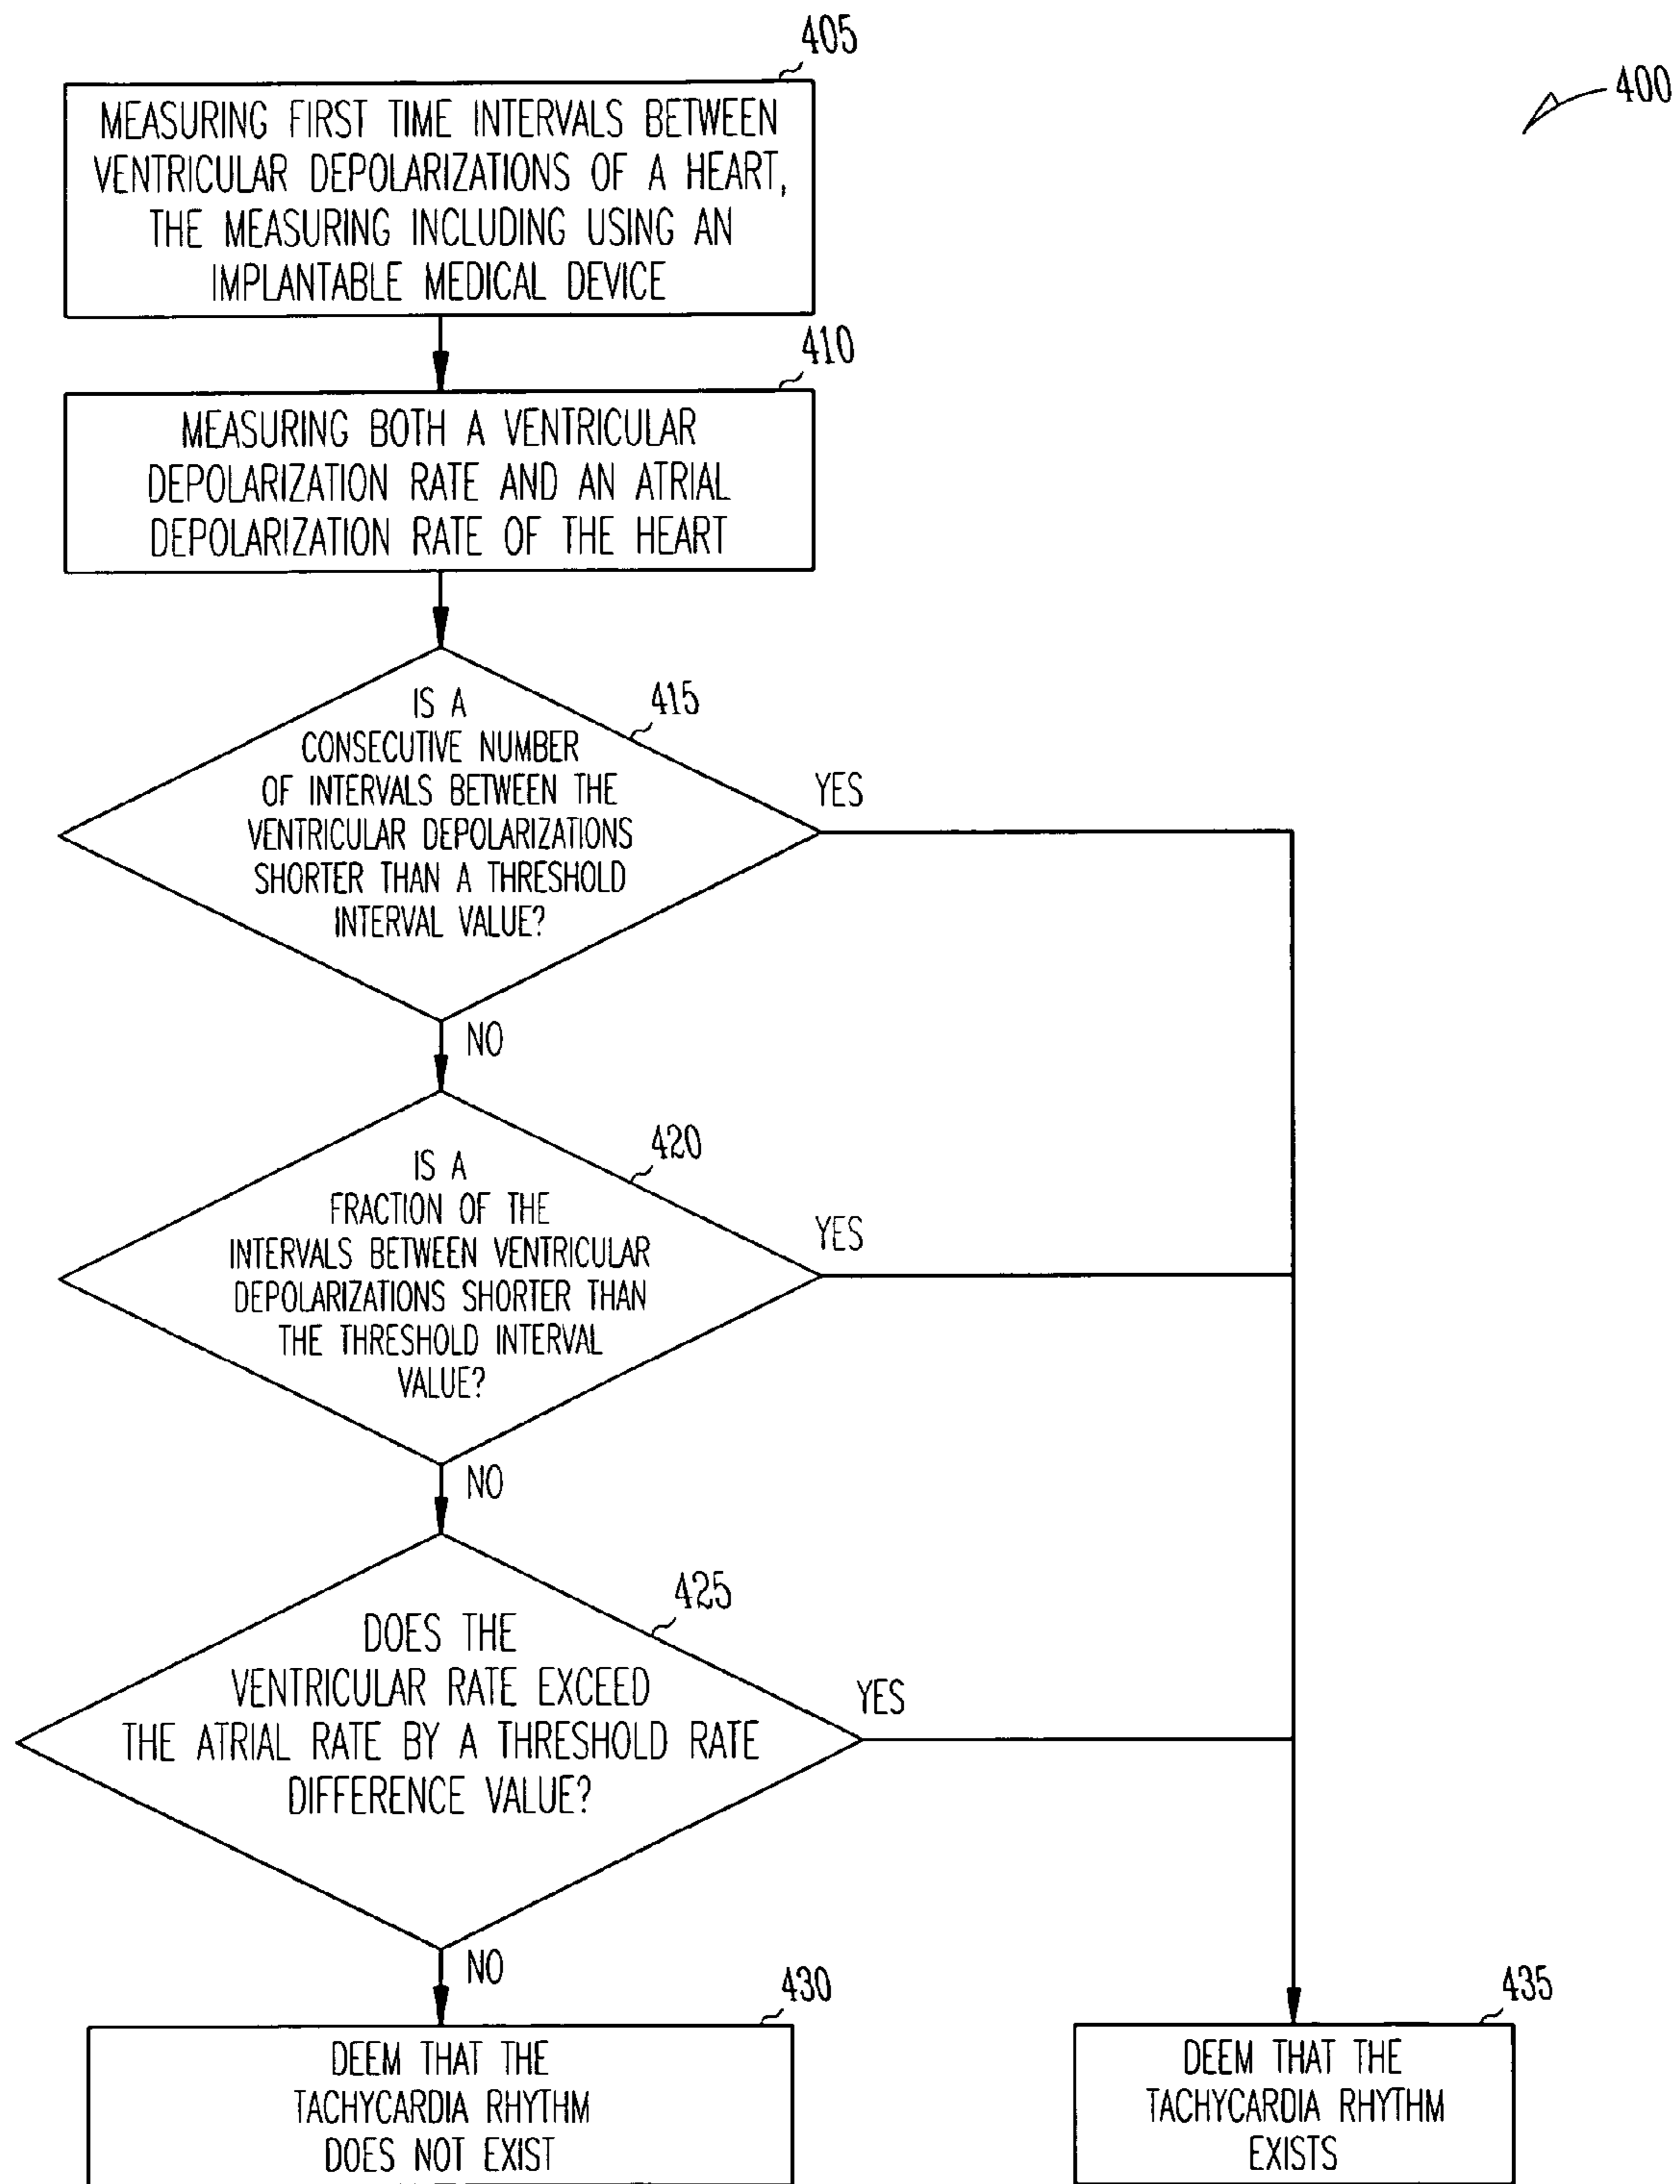 405
400
MEASURING FIRST TIME INTERVALS BETWEEN
VENTRICULAR DEPOLARIZATIONS OF A HEART,
THE MEASURING INCLUDING USING AN
IMPLANTABLE MEDICAL DEVICE
410
MEASURING BOTH A VENTRICULAR
DEPOLARIZATION RATE AND AN ATRIAL
DEPOLARIZATION RATE OF THE HEART
415
IS A
CONSECUTIVE NUMBER
OF INTERVALS BETWEEN THE
VENTRICULAR DEPOLARIZATIONS
SHORTER THAN A THRESHOLD
INTERVAL VALUE?
YES
NO
420
IS A
FRACTION OF THE
INTERVALS BETWEEN VENTRICULAR
DEPOLARIZATIONS SHORTER THAN
THE THRESHOLD INTERVAL
VALUE?
YES
NO
425
DOES THE
VENTRICULAR RATE EXCEED
THE ATRIAL RATE BY A THRESHOLD RATE
DIFFERENCE VALUE?
YES
NO
430
DEEM THAT THE
TACHYCARDIA RHYTHM
DOES NOT EXIST
435
DEEM THAT THE
TACHYCARDIA RHYTHM
EXISTS